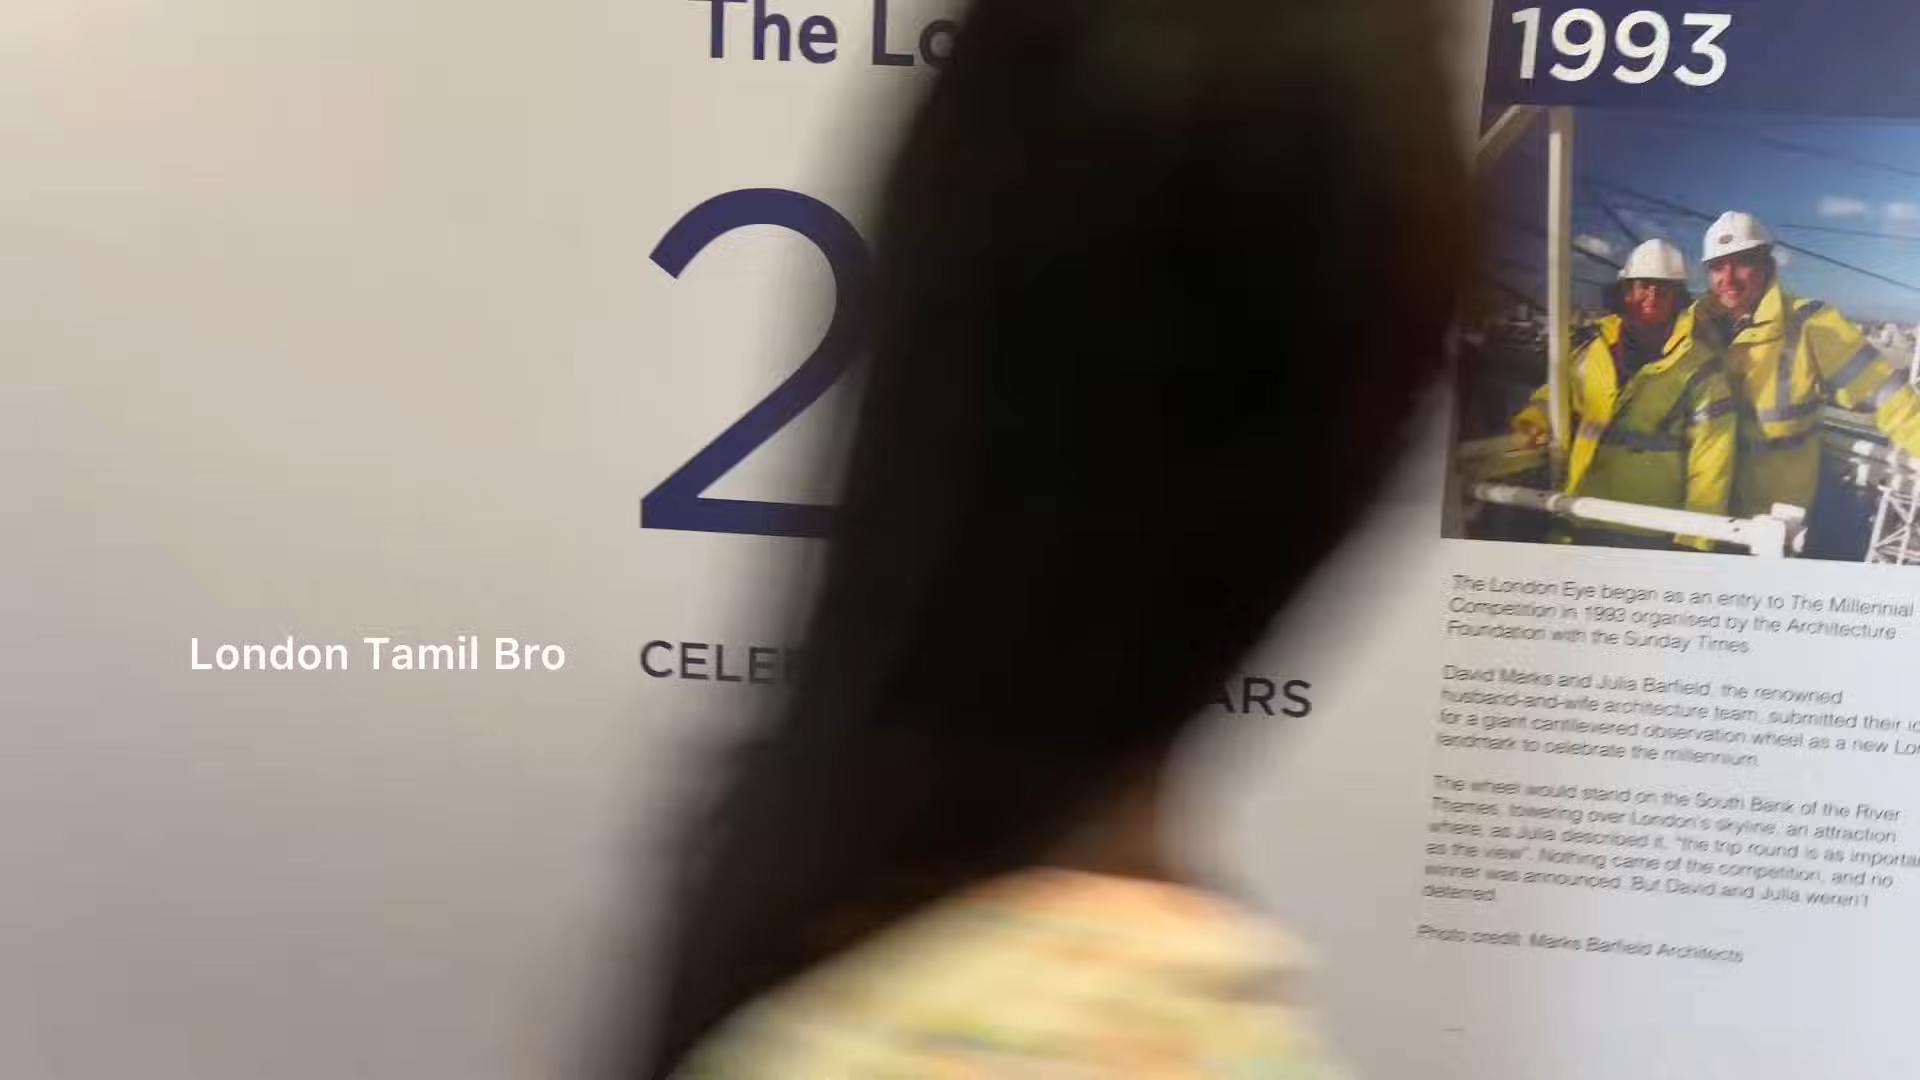 The Lo
2
CELEB
ARS
London Tamil Bro
1993
The London Eye began as an entry to The Millennial
Competition in 1993 organised by the Architecture
Foundation with the Sunday Times.
David Marks and Julia Barfield, the renowned
husband-and-wife architecture team, submitted their
for a giant cantilevered observation wheel as a new
landmark to celebrate the millennium.
The wheel would stand on the South Bank of the River
Thames, towering over London's skyline, an attraction
where, as Julia described it, "the trip round is as importa
as the view". Nothing came of the competition, and no
winner was announced. But David and Julia weren't
deterred.
Photo credit: Marks Barfield Architects